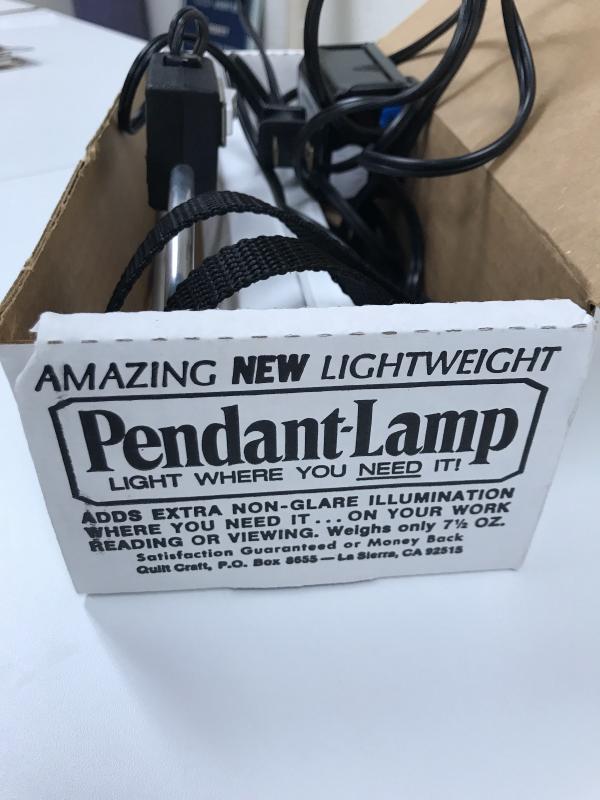 AMAZING NEW LIGHTWEIGHT
Pendant-Lamp
LIGHT WHERE YOU NEED IT!
ADDS EXTRA NON-GLARE ILLUMINATION
WHERE YOU NEED IT...ON YOUR WORK
READING OR VIEWING. Weighs only 7½ OZ.
Satisfaction Guaranteed or Money Back
Quilt Craft, P.O. Box 8655—La Sierra, CA 92515